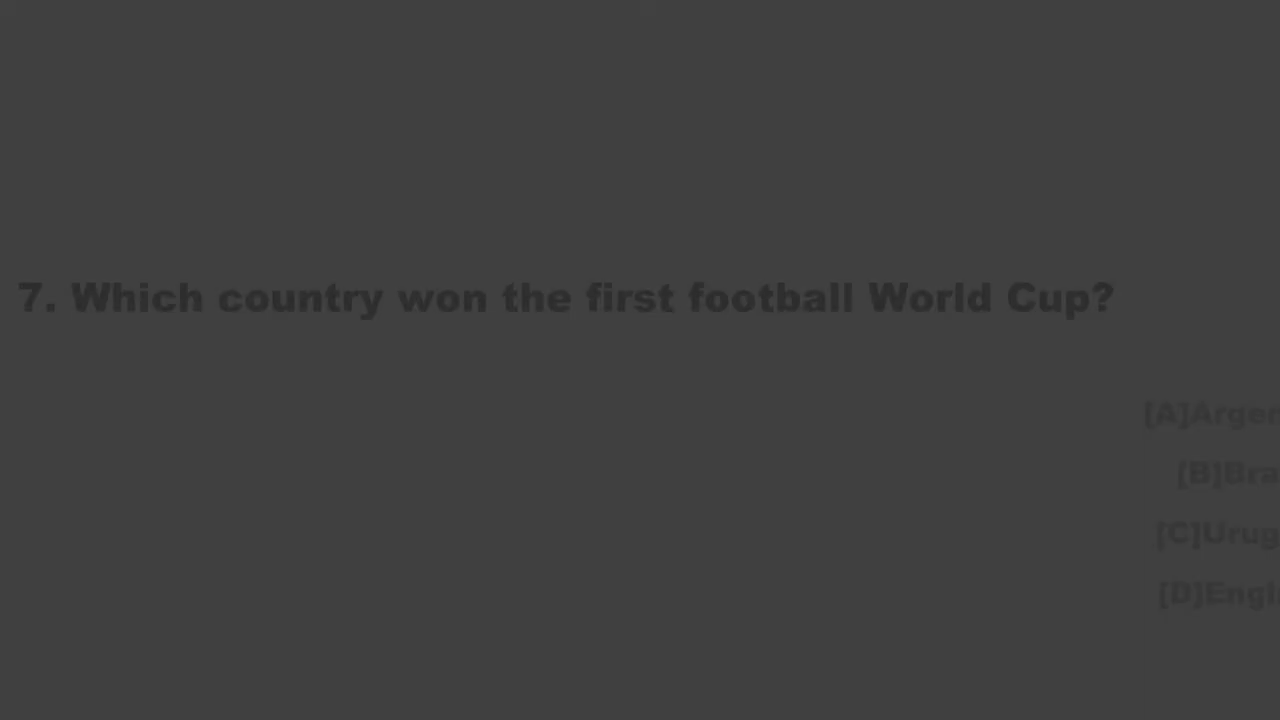 7. Which country won the first football World Cup?
[A]Arge
[B]Bra
[C]Urug
[D]Engl